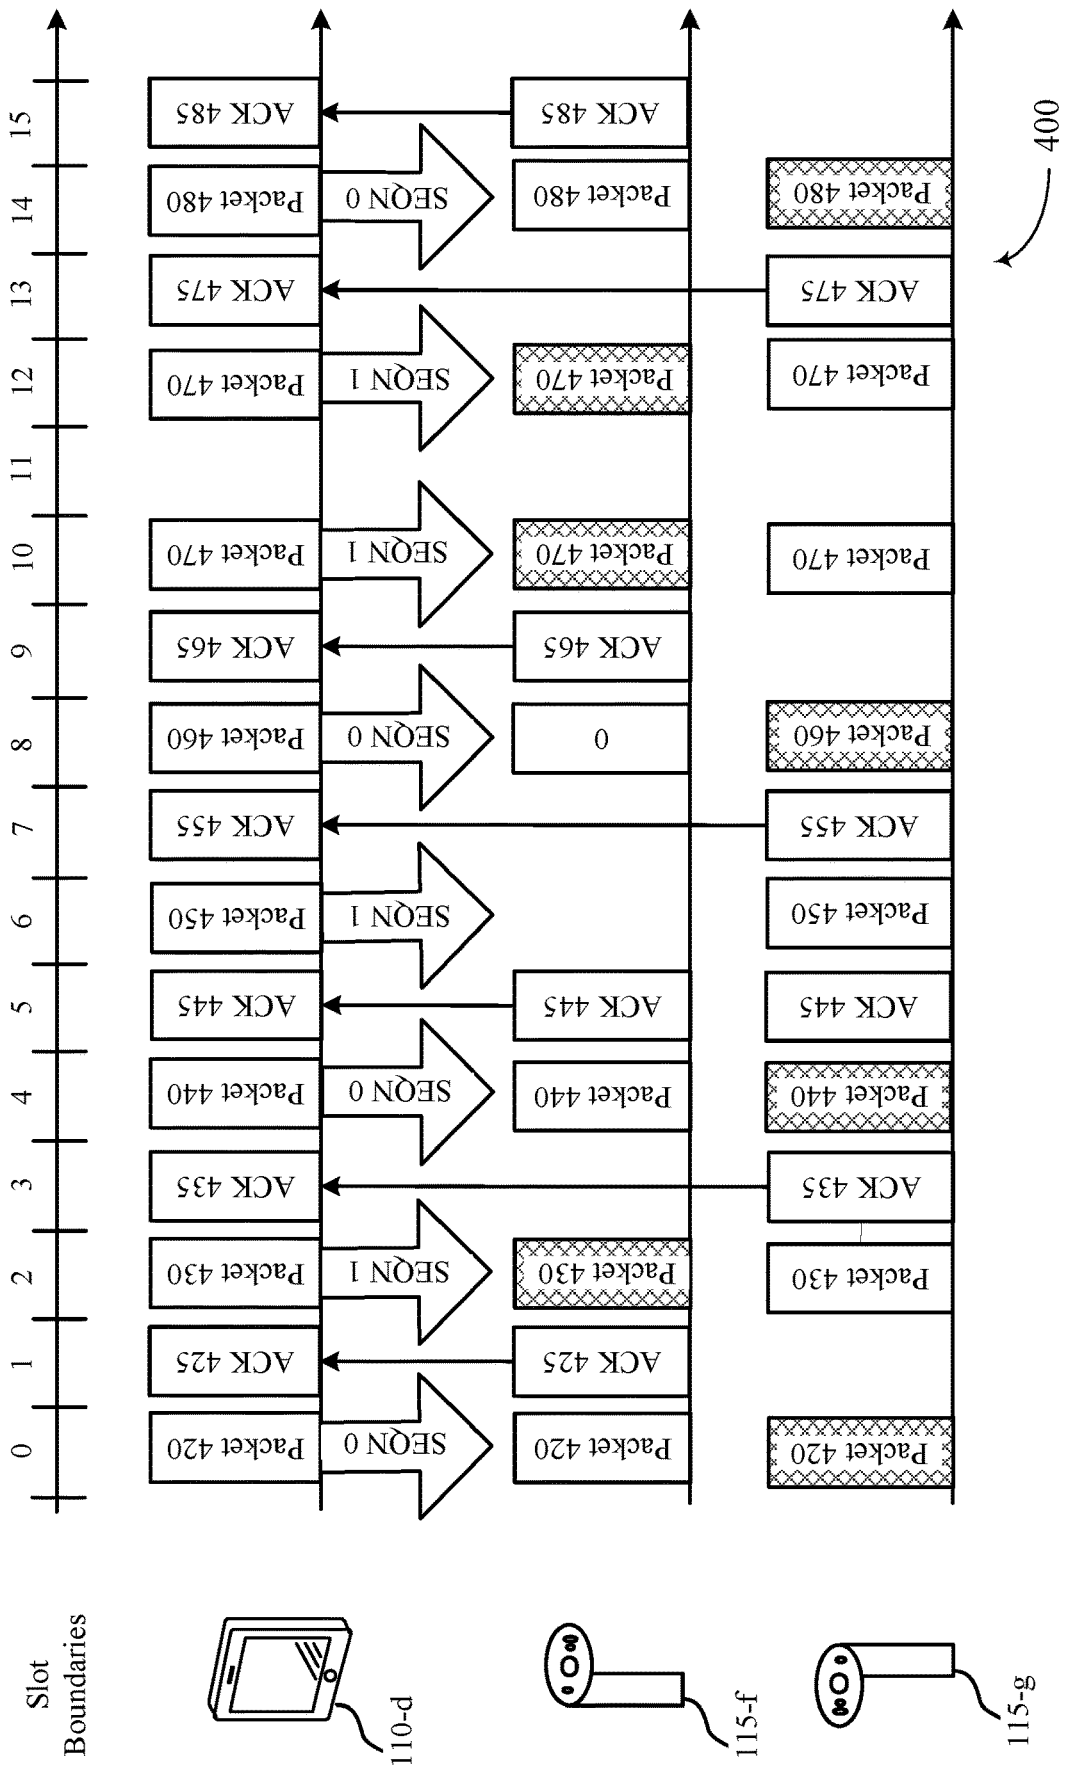 Slot
Boundaries
0
1
2
3
4
5
6
7
8
9
10
11
12
13
14
15
110-d
Packet 420
ACK 425
Packet 430
ACK 435
Packet 440
ACK 445
Packet 450
ACK 455
Packet 460
ACK 465
Packet 470
Packet 470
ACK 475
Packet 480
ACK 485
SEQN 0
SEQN 1
SEQN 0
SEQN 1
SEQN 0
SEQN 1
SEQN 1
SEQN 0
115-f
Packet 420
ACK 425
Packet 430
Packet 440
ACK 445
0
ACK 465
Packet 470
Packet 470
Packet 480
ACK 485
115-g
Packet 420
Packet 430
ACK 435
Packet 440
ACK 445
Packet 450
ACK 455
Packet 460
Packet 470
Packet 470
ACK 475
Packet 480
400